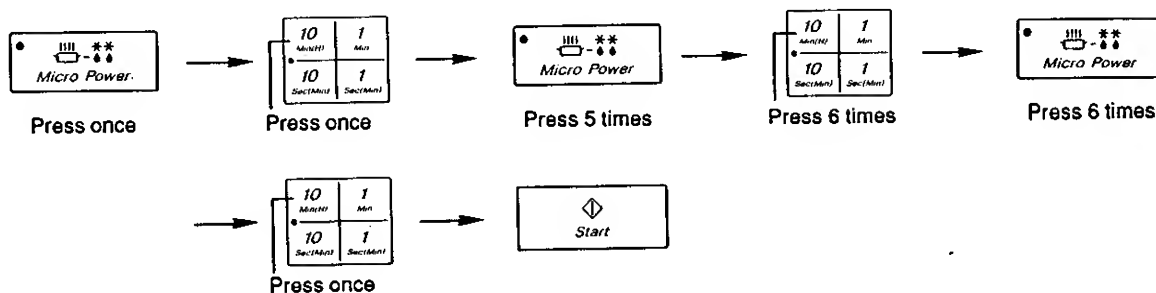 10 1 10 1
Min(H) Min Min(H) Min
Micro Power. 10 1 Micro Power 10 1 Micro Power
Sec(Min) Sec(Min) Sec(Min) Sec(Min)
Press once Press once Press 5 times Press 6 times Press 6 times
10 1
Min(H) Min
10 1 Start
Sec(Min) Sec(Min)
Press once